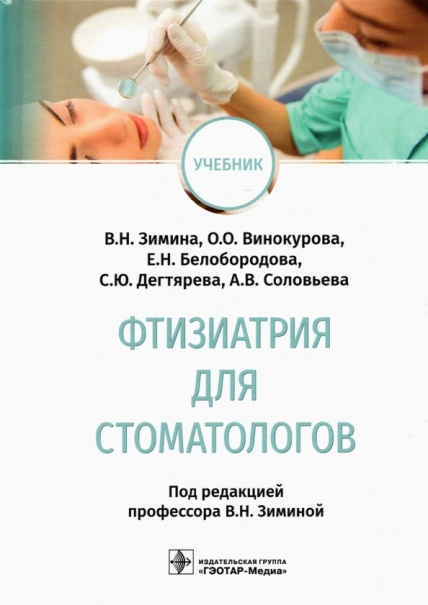 УЧЕБНИК
В.Н. Зимина, О.О. Винокурова,
Е.Н. Белобородова,
С.Ю. Дегтярева, А.В. Соловьева
ФТИЗИАТРИЯ
ДЛЯ
СТОМАТОЛОГОВ
Под редакцией
профессора В.Н. Зиминой
ИЗДАТЕЛЬСКАЯ ГРУППА
«ГЭОТАР-Медиа»